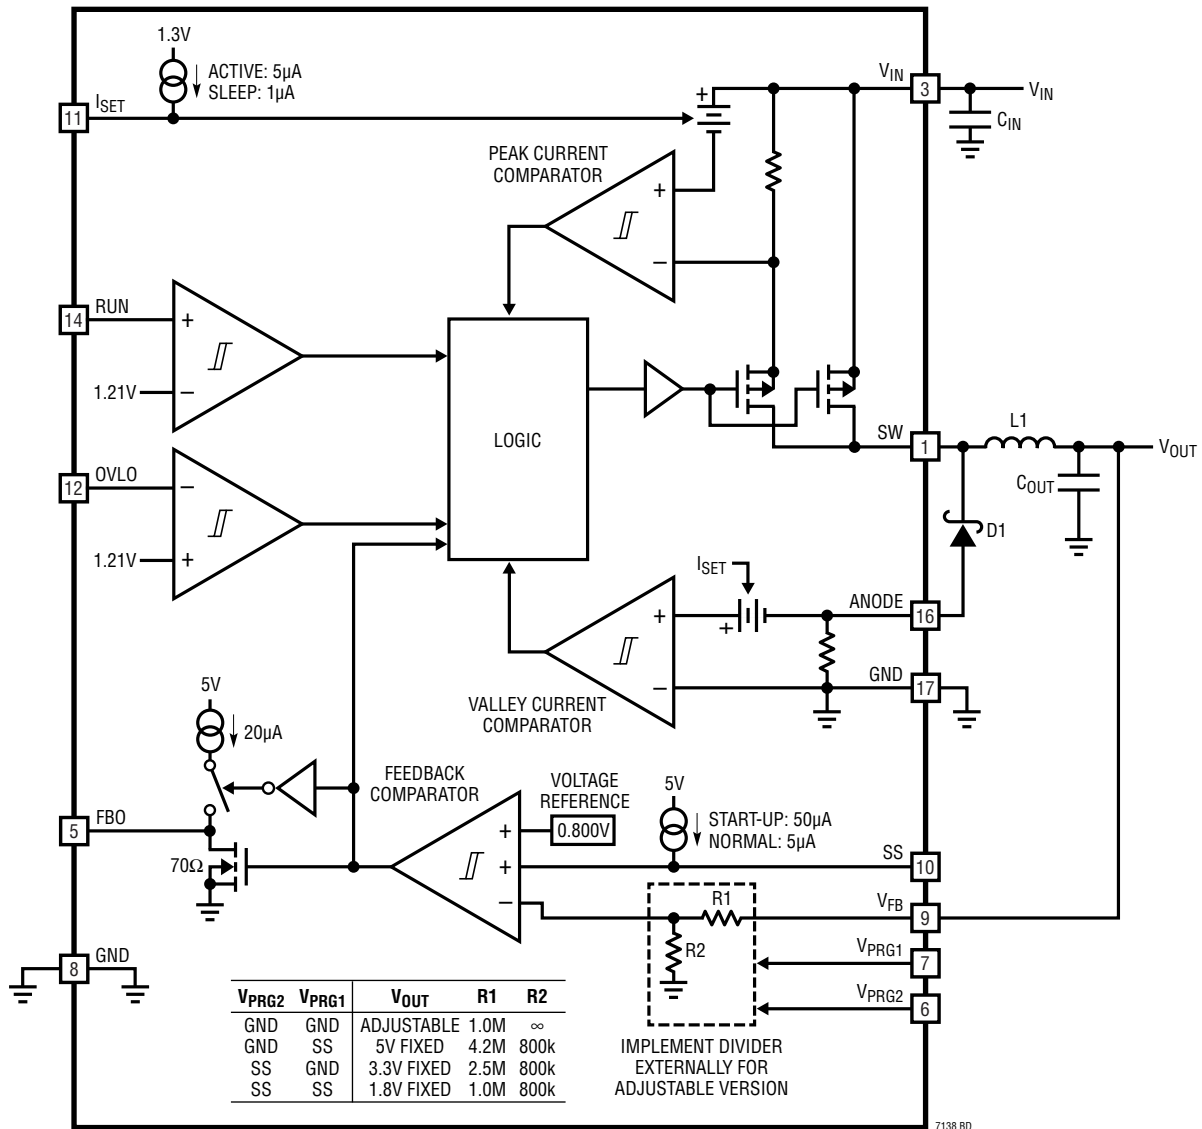 1.3V
ACTIVE: 5µA
SLEEP: 1µA
ISET
11
VIN
3
VIN
CIN
+
PEAK CURRENT
COMPARATOR
+
–
RUN
14
+
1.21V
–
LOGIC
OVLO
12
–
1.21V
+
SW
1
L1
VOUT
COUT
D1
ISET
+
+
–
ANODE
16
GND
17
VALLEY CURRENT
COMPARATOR
5V
20µA
FBO
5
70Ω
FEEDBACK
COMPARATOR
VOLTAGE
REFERENCE
0.800V
+
+
–
5V
START-UP: 50µA
NORMAL: 5µA
SS
10
R1
R2
VFB
9
VPRG1
7
VPRG2
6
GND
8
VPRG2 VPRG1 VOUT R1 R2
GND GND ADJUSTABLE 1.0M ∞
GND SS 5V FIXED 4.2M 800k
SS GND 3.3V FIXED 2.5M 800k
SS SS 1.8V FIXED 1.0M 800k
IMPLEMENT DIVIDER
EXTERNALLY FOR
ADJUSTABLE VERSION
7138 BD